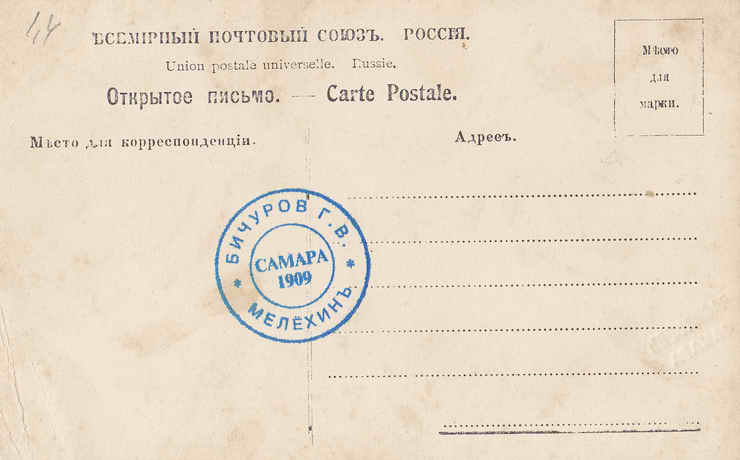 44
ВСЕМІРНЫЙ ПОЧТОВЫЙ СОЮЗЪ. РОССІЯ.
Union postale universelle. Russie.
Открытое письмо. — Carte Postale.
Мѣсто
для
марки.
Мѣсто для корреспонденціи.
Адресъ.
БИЧУРОВ Г. В.
САМАРА
1909
МЕЛЁХИНЪ